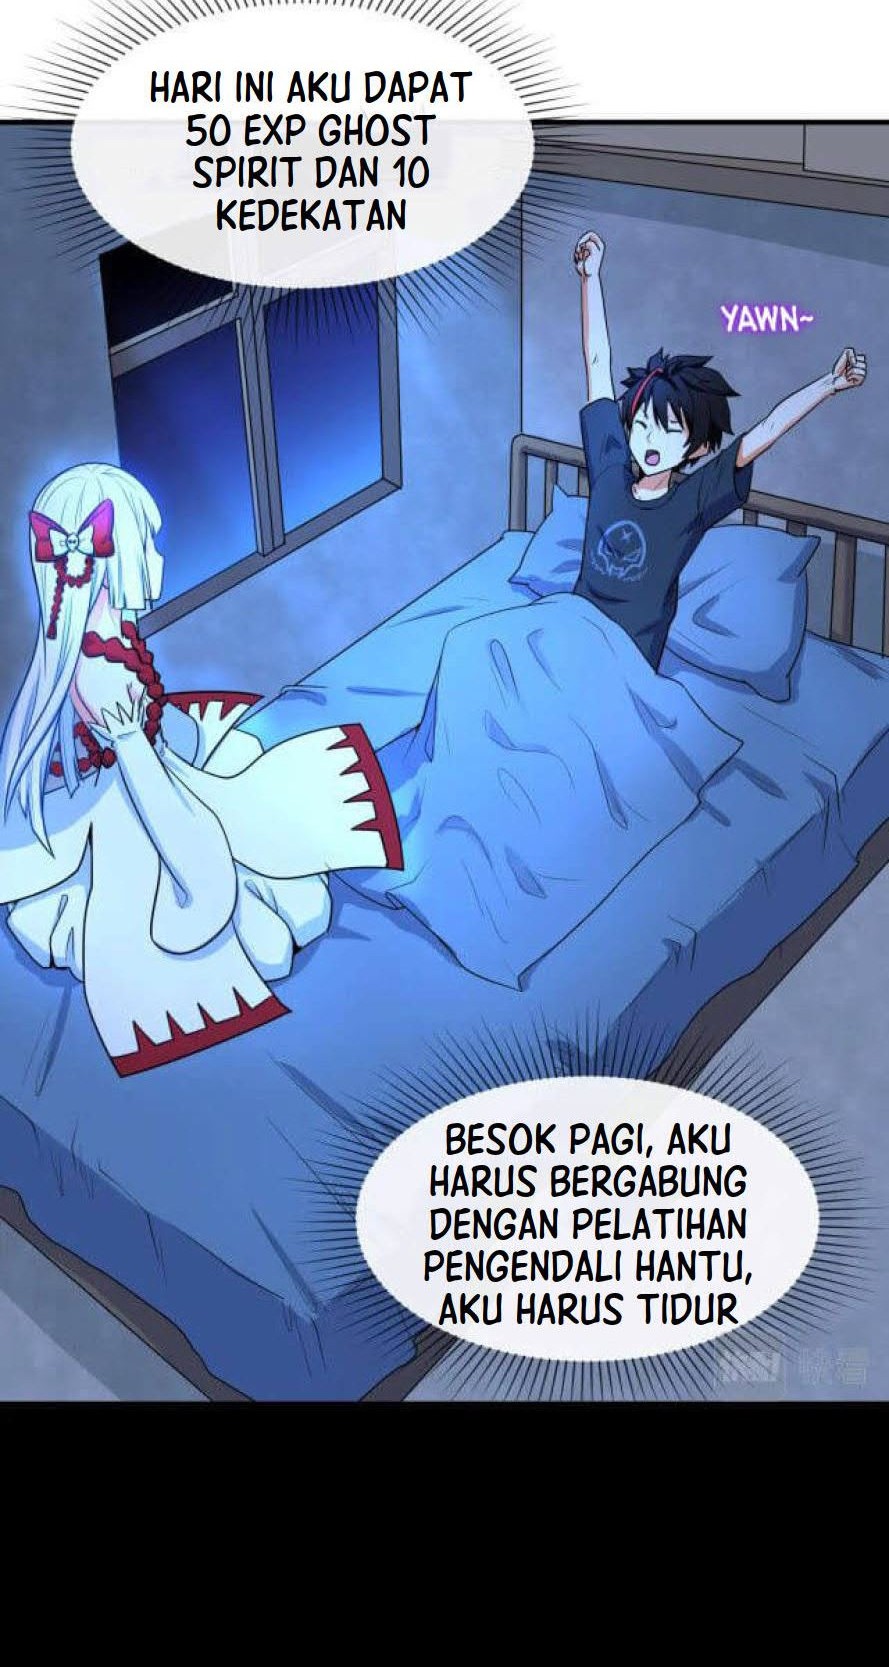 HARI INI AKU DAPAT
50 EXP GHOST
SPIRIT DAN 10
KEDEKATAN
YAWN~
BESOK PAGI, AKU
HARUS BERGABUNG
DENGAN PELATIHAN
PENGENDALI HANTU,
AKU HARUS TIDUR